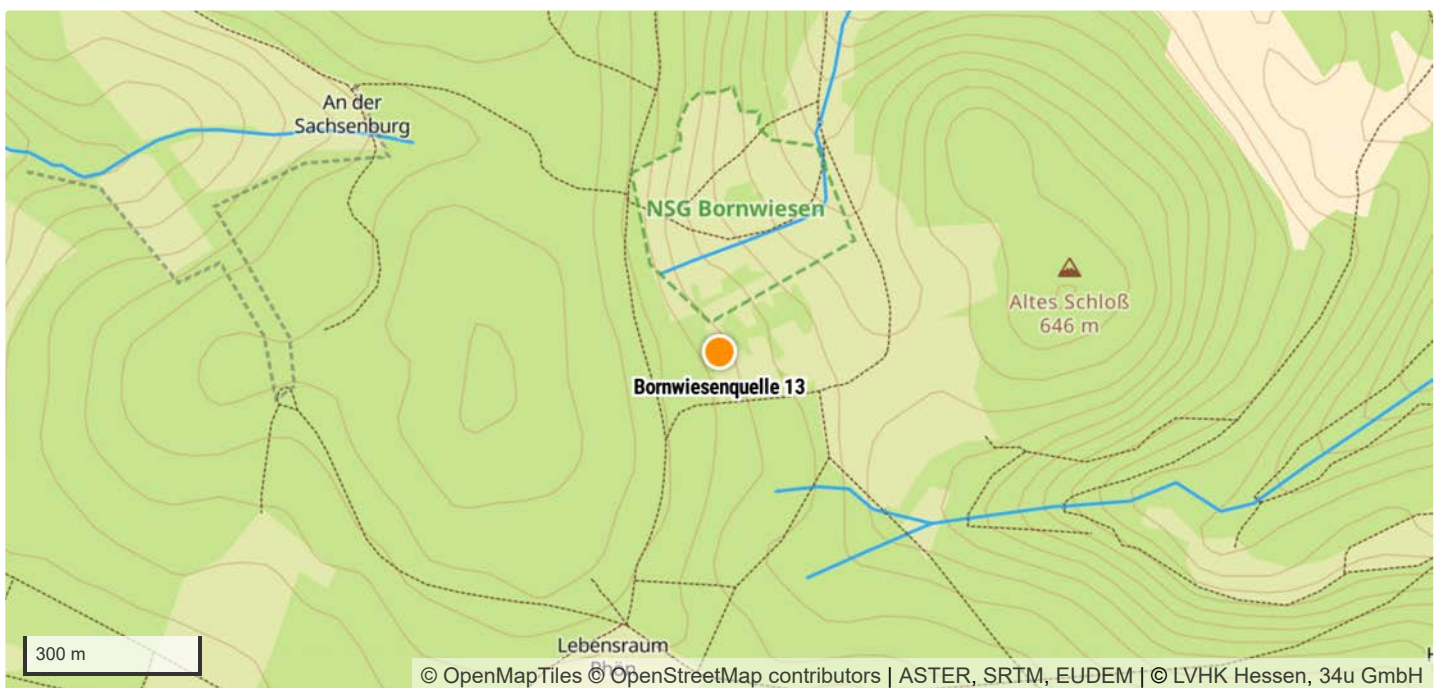 An der
Sachsenburg
NSG Bornwiesen
Altes Schloß
646 m
Bornwiesenquelle 13
Lebensraum
Rhön
300 m
© OpenMapTiles © OpenStreetMap contributors | ASTER, SRTM, EUDEM | © LVHK Hessen, 34u GmbH